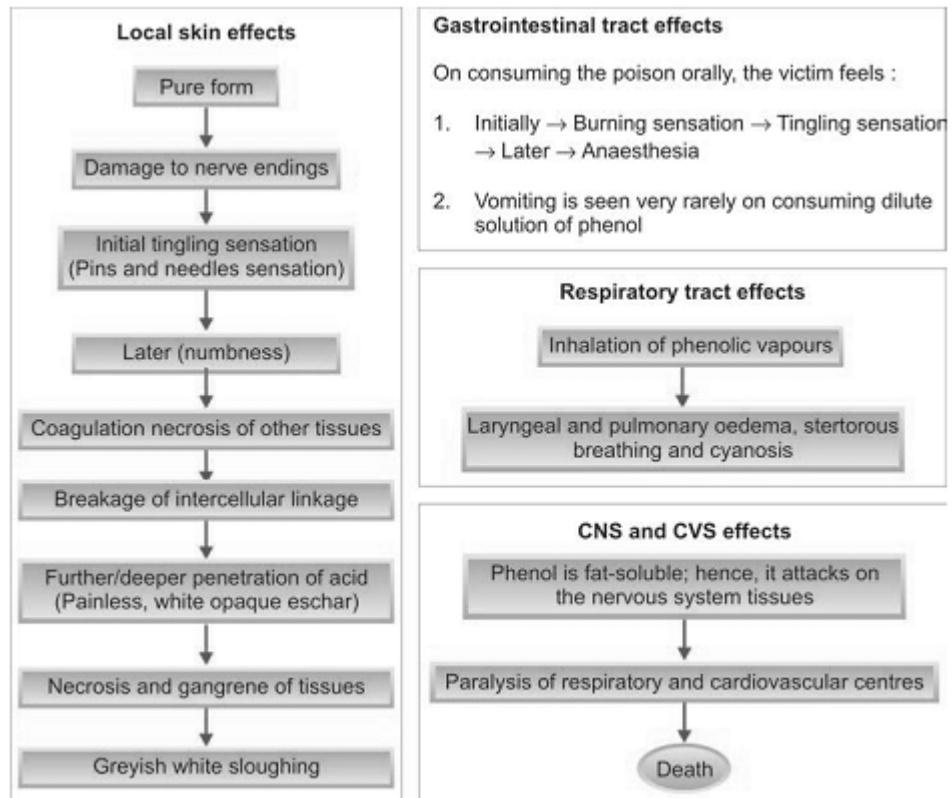 Local skin effects
Pure form
Damage to nerve endings
Initial tingling sensation
(Pins and needles sensation)
Later (numbness)
Coagulation necrosis of other tissues
Breakage of intercellular linkage
Further/deeper penetration of acid
(Painless, white opaque eschar)
Necrosis and gangrene of tissues
Greyish white sloughing
Gastrointestinal tract effects
On consuming the poison orally, the victim feels :
1. Initially → Burning sensation → Tingling sensation
→ Later → Anaesthesia
2. Vomiting is seen very rarely on consuming dilute
solution of phenol
Respiratory tract effects
Inhalation of phenolic vapours
Laryngeal and pulmonary oedema, stertorous
breathing and cyanosis
CNS and CVS effects
Phenol is fat-soluble; hence, it attacks on
the nervous system tissues
Paralysis of respiratory and cardiovascular centres
Death